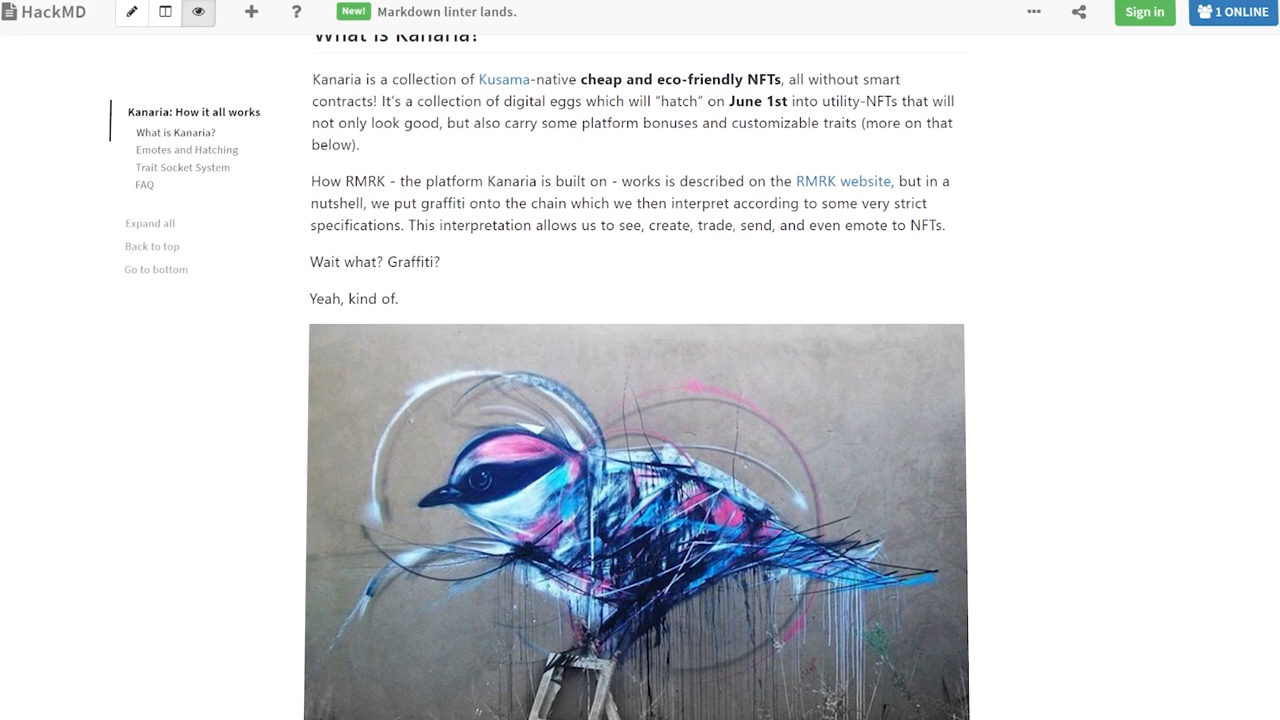 HackMD
New! Markdown linter lands.
Sign in
1 ONLINE
What is Kanaria?
Kanaria is a collection of Kusama-native cheap and eco-friendly NFTs, all without smart
contracts! It's a collection of digital eggs which will “hatch” on June 1st into utility-NFTs that will
not only look good, but also carry some platform bonuses and customizable traits (more on that
below).
How RMRK - the platform Kanaria is built on - works is described on the RMRK website, but in a
nutshell, we put graffiti onto the chain which we then interpret according to some very strict
specifications. This interpretation allows us to see, create, trade, send, and even emote to NFTs.
Wait what? Graffiti?
Yeah, kind of.
Kanaria: How it all works
What is Kanaria?
Emotes and Hatching
Trait Socket System
FAQ
Expand all
Back to top
Go to bottom